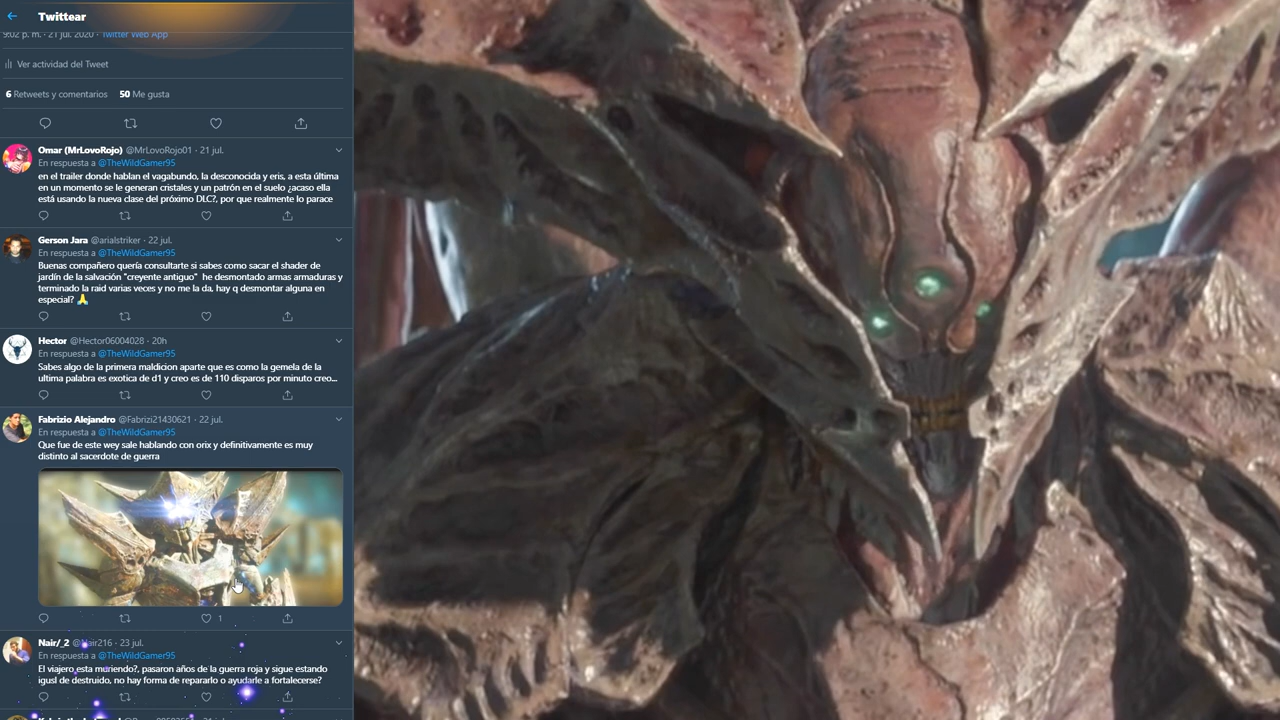 Twittear
9:02 p. m. · 21 jul. 2020 · Twitter Web App
Ver actividad del Tweet
6 Retweets y comentarios 50 Me gusta
Omar (MrLovoRojo) @MrLovoRojo01 · 21 jul.
En respuesta a @TheWildGamer95
en el trailer donde hablan el vagabundo, la desconocida y eris, a esta última
en un momento se le generan cristales y un patrón en el suelo ¿acaso ella
está usando la nueva clase del próximo DLC?, por que realmente lo parace
Gerson Jara @arialstriker · 22 jul.
En respuesta a @TheWildGamer95
Buenas compañero quería consultarte si sabes como sacar el shader de
jardín de la salvación "creyente antiguo" he desmontado armas armaduras y
terminado la raid varias veces y no me la da, hay q desmontar alguna en
especial? 🙏
Hector @Hector06004028 · 20h
En respuesta a @TheWildGamer95
Sabes algo de la primera maldicion aparte que es como la gemela de la
ultima palabra es exotica de d1 y creo es de 110 disparos por minuto creo...
Fabrizio Alejandro @Fabrizi21430621 · 22 jul.
En respuesta a @TheWildGamer95
Que fue de este wey sale hablando con orix y definitivamente es muy
distinto al sacerdote de guerra
1
Nair/_2 @Nair216 · 23 jul.
En respuesta a @TheWildGamer95
El viajero esta muriendo?, pasaron años de la guerra roja y sigue estando
igusl de destruido, no hay forma de repararlo o ayudarle a fortalecerse?